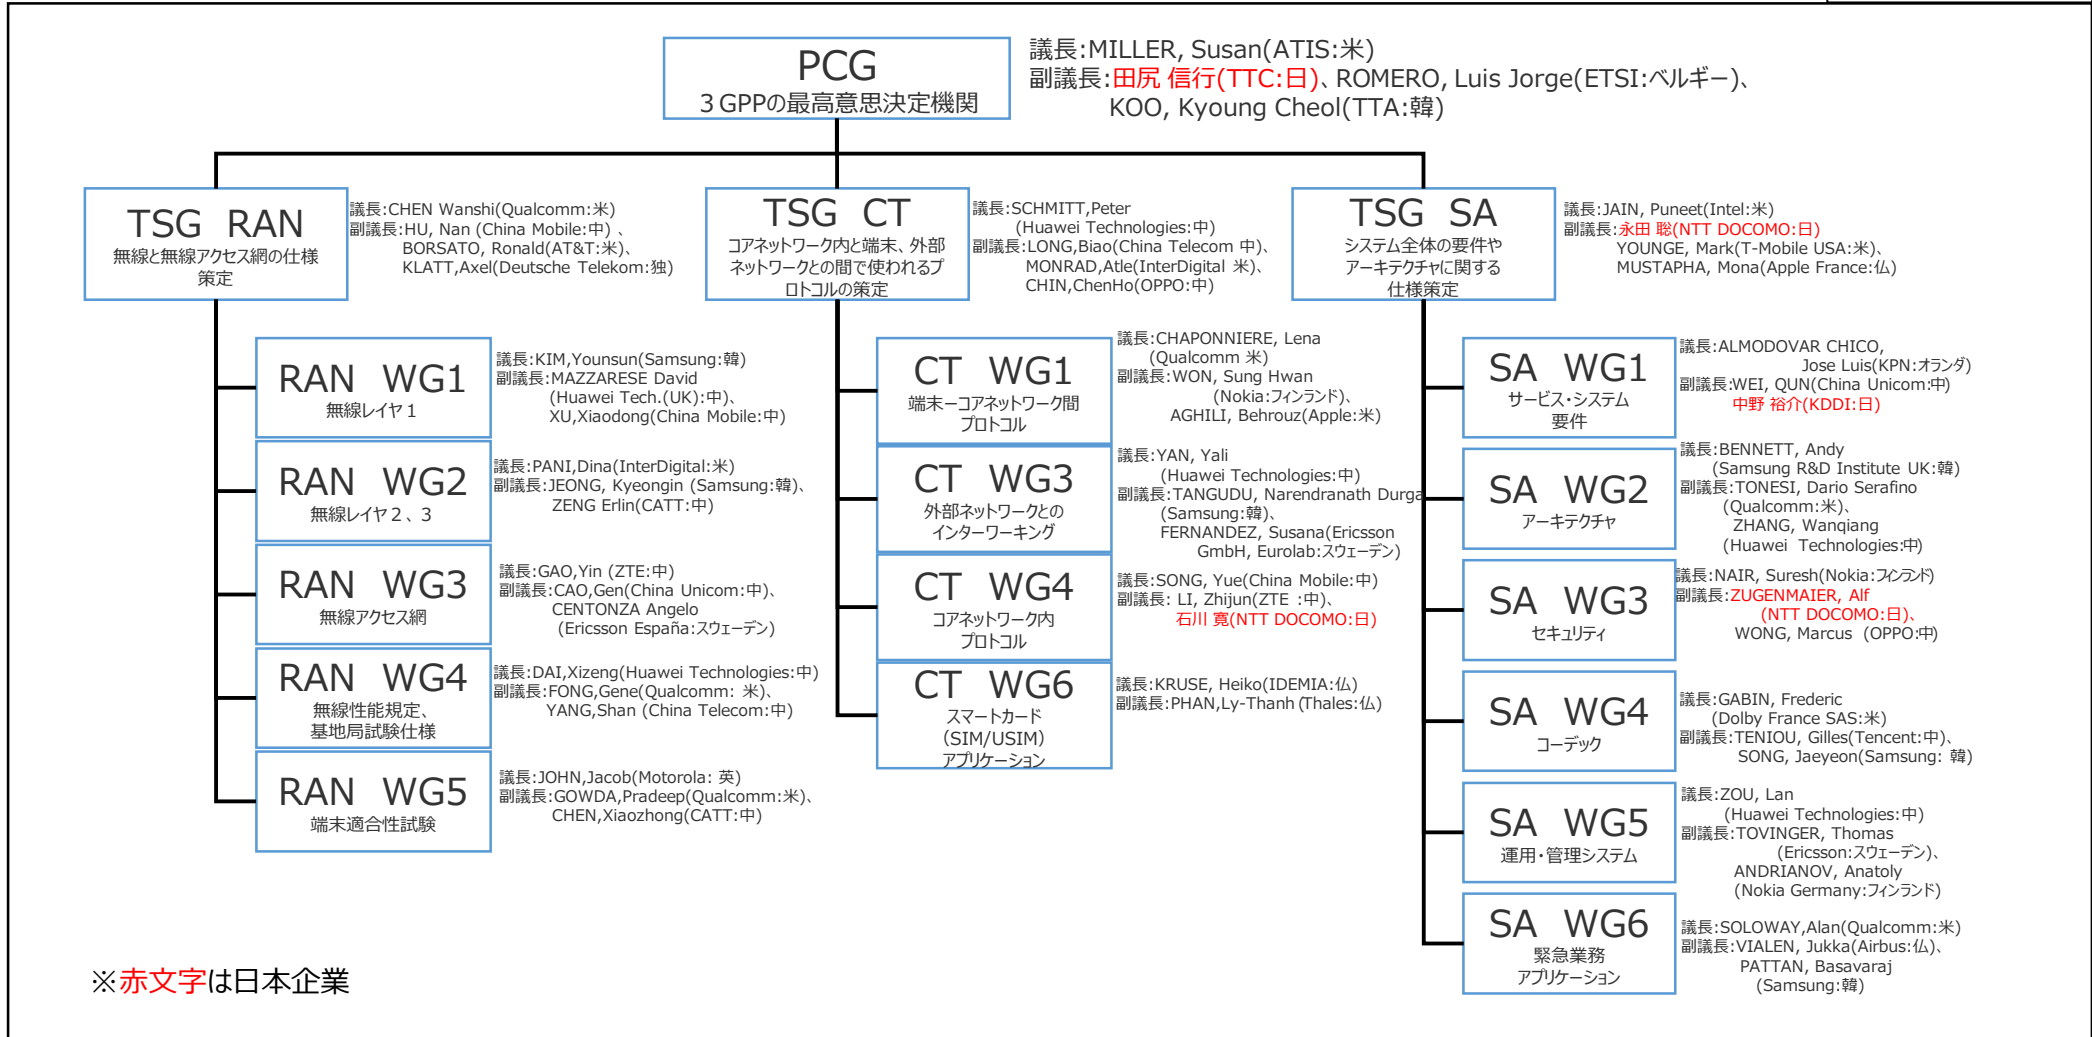 PCG
3GPPの最高意思決定機関
議長:MILLER, Susan(ATIS:米)
副議長:田尻 信行(TTC:日)、ROMERO, Luis Jorge(ETSI:ベルギー)、
KOO, Kyoung Cheol(TTA:韓)
TSG RAN
無線と無線アクセス網の仕様
策定
議長:CHEN Wanshi(Qualcomm:米)
副議長:HU, Nan (China Mobile:中) 、
BORSATO, Ronald(AT&T:米)、
KLATT,Axel(Deutsche Telekom:独)
RAN WG1
無線レイヤ1
議長:KIM,Younsun(Samsung:韓)
副議長:MAZZARESE David
(Huawei Tech.(UK):中)、
XU,Xiaodong(China Mobile:中)
RAN WG2
無線レイヤ2、3
議長:PANI,Dina(InterDigital:米)
副議長:JEONG, Kyeongin (Samsung:韓)、
ZENG Erlin(CATT:中)
RAN WG3
無線アクセス網
議長:GAO,Yin (ZTE:中)
副議長:CAO,Gen(China Unicom:中)、
CENTONZA Angelo
(Ericsson España:スウェーデン)
RAN WG4
無線性能規定、
基地局試験仕様
議長:DAI,Xizeng(Huawei Technologies:中)
副議長:FONG,Gene(Qualcomm: 米)、
YANG,Shan (China Telecom:中)
RAN WG5
端末適合性試験
議長:JOHN,Jacob(Motorola: 英)
副議長:GOWDA,Pradeep(Qualcomm:米)、
CHEN,Xiaozhong(CATT:中)
TSG CT
コアネットワーク内と端末、外部
ネットワークとの間で使われるプ
ロトコルの策定
議長:SCHMITT,Peter
(Huawei Technologies:中)
副議長:LONG,Biao(China Telecom 中)、
MONRAD,Atle(InterDigital 米)、
CHIN,ChenHo(OPPO:中)
CT WG1
端末ーコアネットワーク間
プロトコル
議長:CHAPONNIERE, Lena
(Qualcomm 米)
副議長:WON, Sung Hwan
(Nokia:フィンランド)、
AGHILI, Behrouz(Apple:米)
CT WG3
外部ネットワークとの
インターワーキング
議長:YAN, Yali
(Huawei Technologies:中)
副議長:TANGUDU, Narendranath Durga
(Samsung:韓)、
FERNANDEZ, Susana(Ericsson
GmbH, Eurolab:スウェーデン)
CT WG4
コアネットワーク内
プロトコル
議長:SONG, Yue(China Mobile:中)
副議長: LI, Zhijun(ZTE :中)、
石川 寛(NTT DOCOMO:日)
CT WG6
スマートカード
(SIM/USIM)
アプリケーション
議長:KRUSE, Heiko(IDEMIA:仏)
副議長:PHAN,Ly-Thanh(Thales:仏)
TSG SA
システム全体の要件や
アーキテクチャに関する
仕様策定
議長:JAIN, Puneet(Intel:米)
副議長:永田 聡(NTT DOCOMO:日)
YOUNGE, Mark(T-Mobile USA:米)、
MUSTAPHA, Mona(Apple France:仏)
SA WG1
サービス・システム
要件
議長:ALMODOVAR CHICO,
Jose Luis(KPN:オランダ)
副議長:WEI, QUN(China Unicom:中)
中野 裕介(KDDI:日)
SA WG2
アーキテクチャ
議長:BENNETT, Andy
(Samsung R&D Institute UK:韓)
副議長:TONESI, Dario Serafino
(Qualcomm:米)、
ZHANG, Wanqiang
(Huawei Technologies:中)
SA WG3
セキュリティ
議長:NAIR, Suresh(Nokia:フィンランド)
副議長:ZUGENMAIER, Alf
(NTT DOCOMO:日)、
WONG, Marcus (OPPO:中)
SA WG4
コーデック
議長:GABIN, Frederic
(Dolby France SAS:米)
副議長:TENIOU, Gilles(Tencent:中)、
SONG, Jaeyeon(Samsung: 韓)
SA WG5
運用・管理システム
議長:ZOU, Lan
(Huawei Technologies:中)
副議長:TOVINGER, Thomas
(Ericsson:スウェーデン)、
ANDRIANOV, Anatoly
(Nokia Germany:フィンランド)
SA WG6
緊急業務
アプリケーション
議長:SOLOWAY,Alan(Qualcomm:米)
副議長:VIALEN, Jukka(Airbus:仏)、
PATTAN, Basavaraj
(Samsung:韓)
※赤文字は日本企業